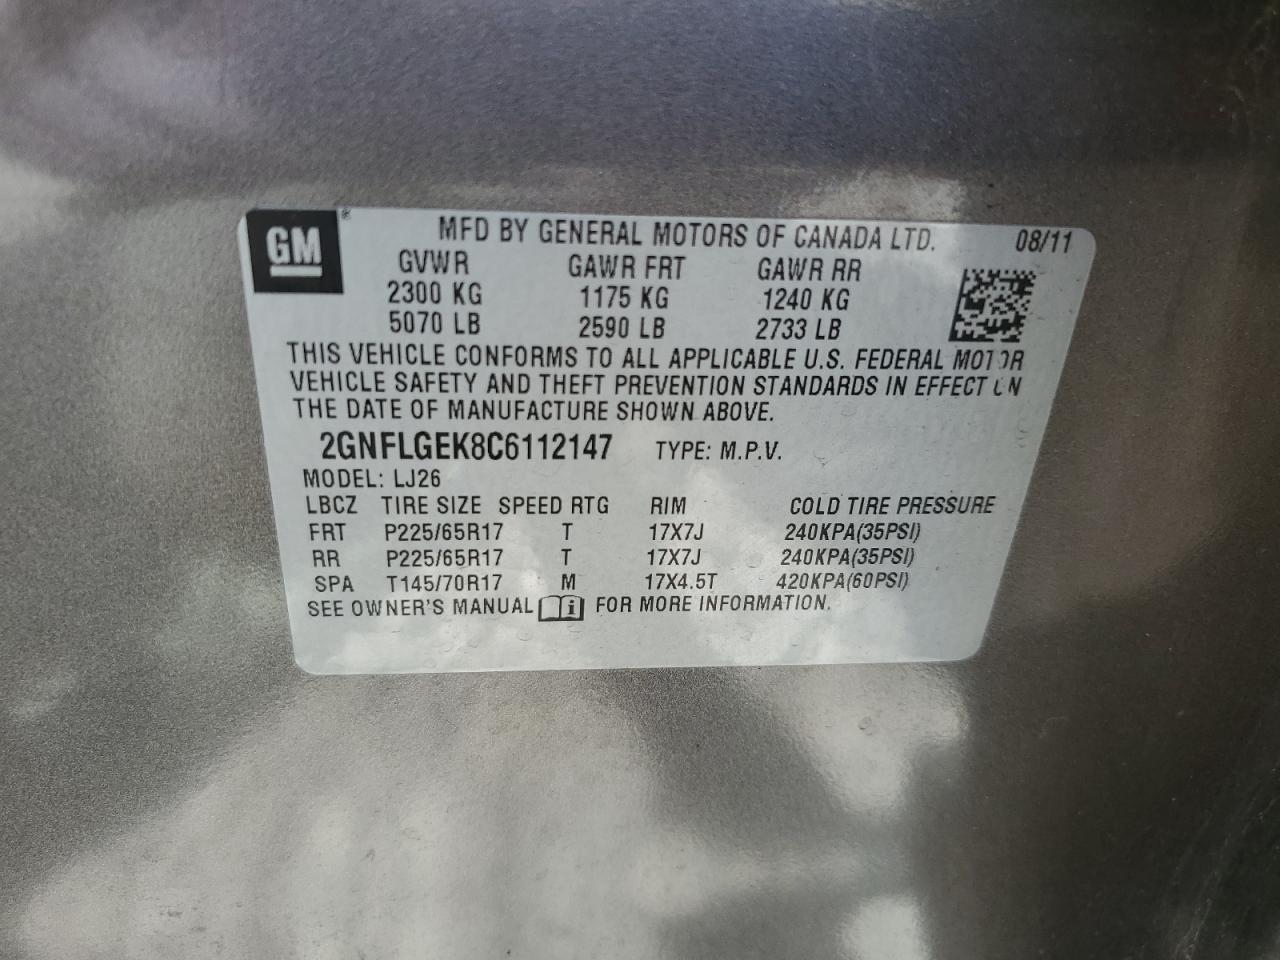 GM ® MFD BY GENERAL MOTORS OF CANADA LTD. 08/11
GVWR GAWR FRT GAWR RR
2300 KG 1175 KG 1240 KG
5070 LB 2590 LB 2733 LB
THIS VEHICLE CONFORMS TO ALL APPLICABLE U.S. FEDERAL MOTOR
VEHICLE SAFETY AND THEFT PREVENTION STANDARDS IN EFFECT ON
THE DATE OF MANUFACTURE SHOWN ABOVE.
2GNFLGEK8C6112147 TYPE: M.P.V.
MODEL: LJ26
LBCZ TIRE SIZE SPEED RTG RIM COLD TIRE PRESSURE
FRT P225/65R17 T 17X7J 240KPA(35PSI)
RR P225/65R17 T 17X7J 240KPA(35PSI)
SPA T145/70R17 M 17X4.5T 420KPA(60PSI)
SEE OWNER'S MANUAL i FOR MORE INFORMATION.